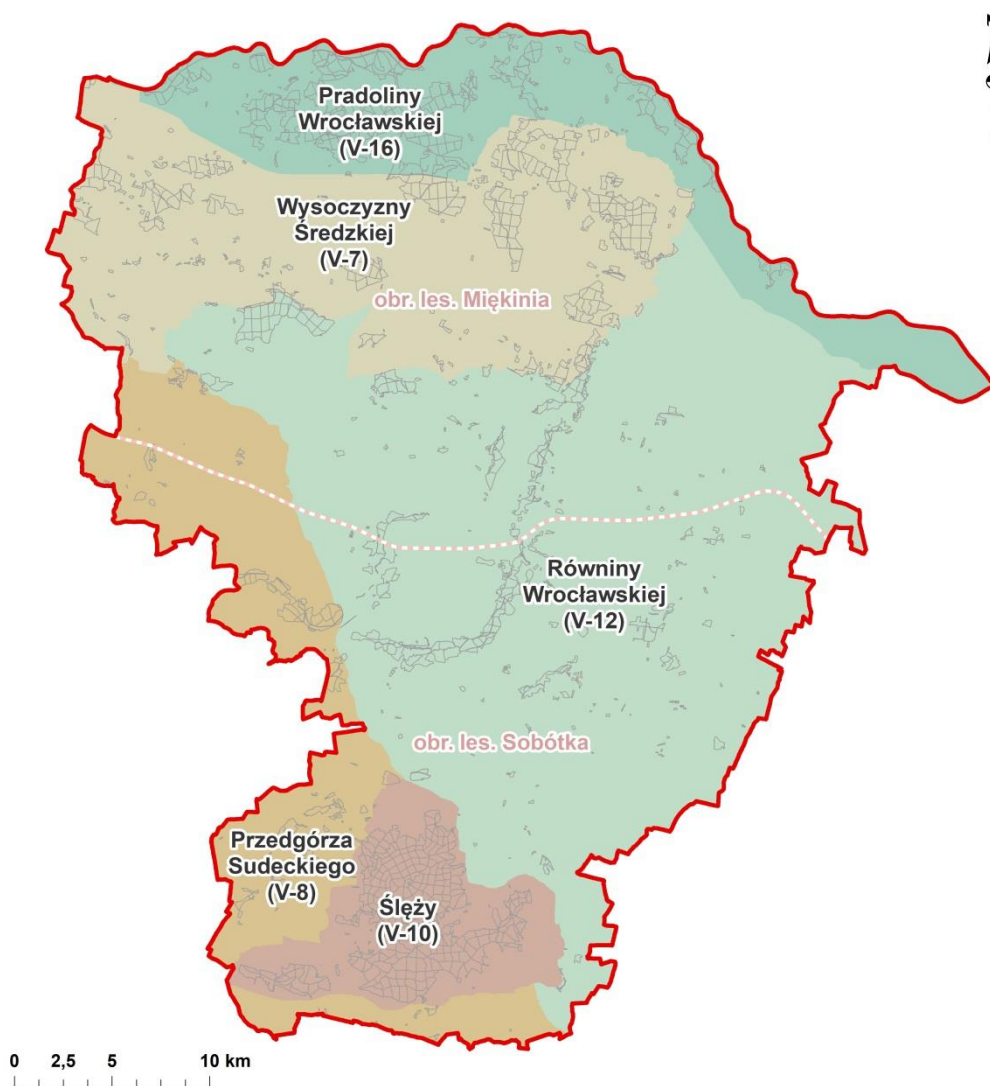 Pradoliny
Wrocławskiej
(V-16)
Wysoczyzny
Średzkiej
(V-7)
obr. les. Miękinia
Równiny
Wrocławskiej
(V-12)
obr. les. Sobótka
Przedgórza
Sudeckiego
(V-8)
Ślęży
(V-10)
0 2,5 5 10 km